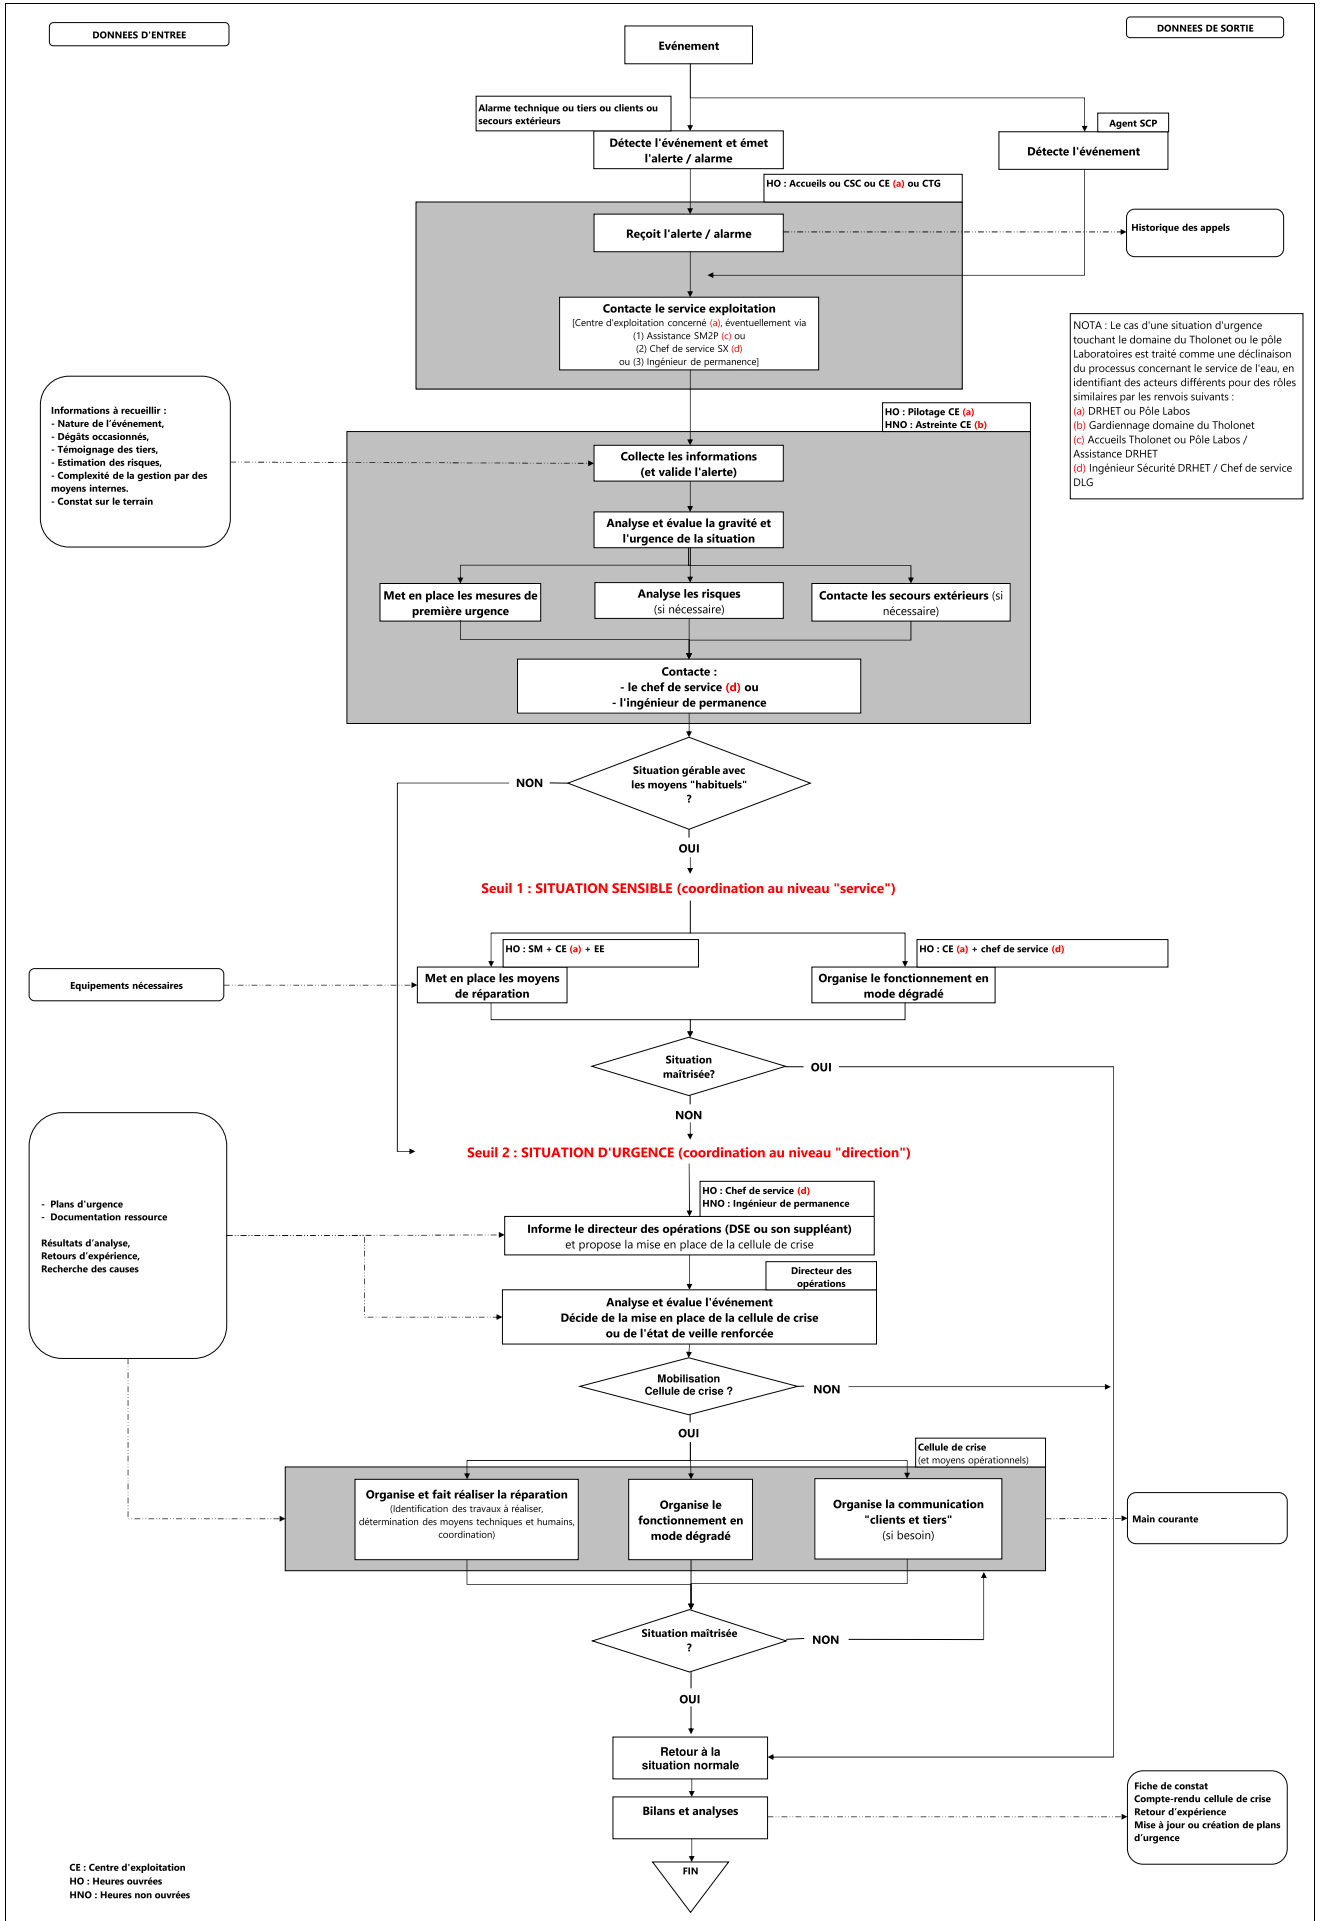 DONNEES D'ENTREE
DONNEES DE SORTIE
Evénement
Alarme technique ou tiers ou clients ou
secours extérieurs
Agent SCP
Détecte l'événement et émet
l'alerte / alarme
Détecte l'événement
HO : Accueils ou CSC ou CE (a) ou CTG
Reçoit l'alerte / alarme
Historique des appels
Contacte le service exploitation
[Centre d'exploitation concerné (a), éventuellement via
(1) Assistance SM2P (c) ou
(2) Chef de service SX (d)
ou (3) Ingénieur de permanence]
NOTA : Le cas d'une situation d'urgence
touchant le domaine du Tholonet ou le pôle
Laboratoires est traité comme une déclinaison
du processus concernant le service de l'eau, en
identifiant des acteurs différents pour des rôles
similaires par les renvois suivants :
(a) DRHET ou Pôle Labos
(b) Gardiennage domaine du Tholonet
(c) Accueils Tholonet ou Pôle Labos /
Assistance DRHET
(d) Ingénieur Sécurité DRHET / Chef de service
DLG
Informations à recueillir :
- Nature de l'événement,
- Dégâts occasionnés,
- Témoignage des tiers,
- Estimation des risques,
- Complexité de la gestion par des
moyens internes.
- Constat sur le terrain
HO : Pilotage CE (a)
HNO : Astreinte CE (b)
Collecte les informations
(et valide l'alerte)
Analyse et évalue la gravité et
l'urgence de la situation
Met en place les mesures de
première urgence
Analyse les risques
(si nécessaire)
Contacte les secours extérieurs (si
nécessaire)
Contacte :
- le chef de service (d) ou
- l'ingénieur de permanence
Situation gérable avec
les moyens "habituels"
?
NON
OUI
Seuil 1 : SITUATION SENSIBLE (coordination au niveau "service")
HO : SM + CE (a) + EE
HO : CE (a) + chef de service (d)
Equipements nécessaires
Met en place les moyens
de réparation
Organise le fonctionnement en
mode dégradé
Situation
maîtrisée?
OUI
NON
Seuil 2 : SITUATION D'URGENCE (coordination au niveau "direction")
- Plans d'urgence
- Documentation ressource
Résultats d'analyse,
Retours d'expérience,
Recherche des causes
HO : Chef de service (d)
HNO : Ingénieur de permanence
Informe le directeur des opérations (DSE ou son suppléant)
et propose la mise en place de la cellule de crise
Directeur des
opérations
Analyse et évalue l'événement
Décide de la mise en place de la cellule de crise
ou de l'état de veille renforcée
Mobilisation
Cellule de crise ?
NON
OUI
Cellule de crise
(et moyens opérationnels)
Organise et fait réaliser la réparation
(Identification des travaux à réaliser,
détermination des moyens techniques et humains,
coordination)
Organise le
fonctionnement en
mode dégradé
Organise la communication
"clients et tiers"
(si besoin)
Main courante
Situation maîtrisée
?
NON
OUI
Retour à la
situation normale
Bilans et analyses
Fiche de constat
Compte-rendu cellule de crise
Retour d'expérience
Mise à jour ou création de plans
d'urgence
FIN
CE : Centre d'exploitation
HO : Heures ouvrées
HNO : Heures non ouvrées